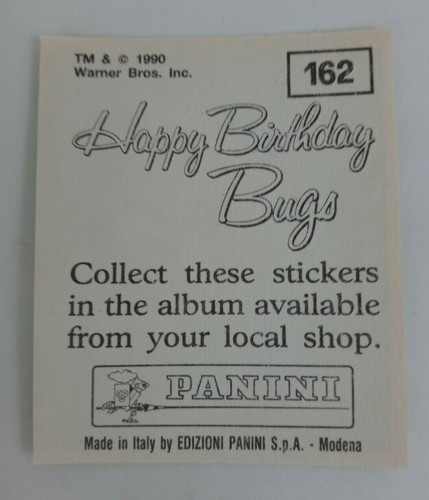 TM & © 1990
Warner Bros. Inc.
162
Happy Birthday
Bugs
Collect these stickers
in the album available
from your local shop.
PANINI
Made in Italy by EDIZIONI PANINI S.p.A. - Modena